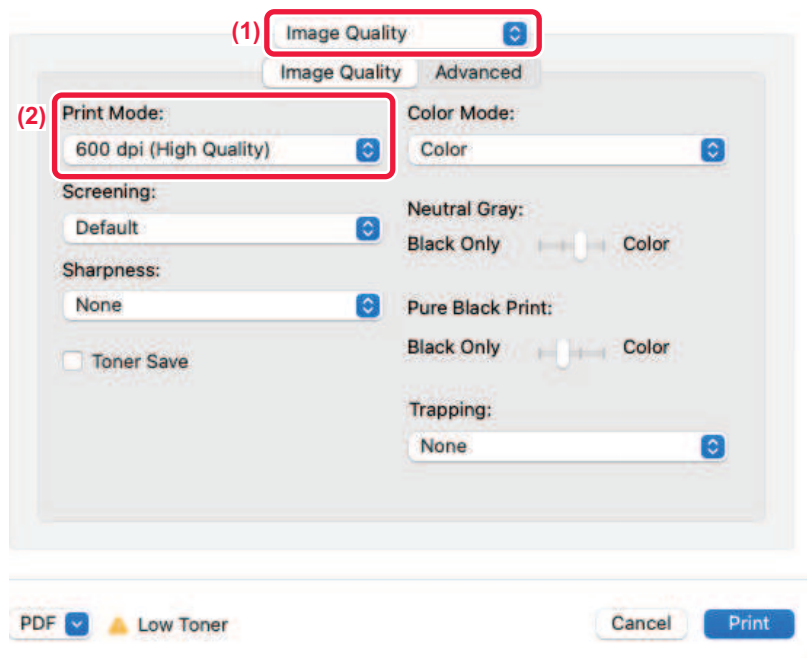 (1) Image Quality
Image Quality Advanced
(2) Print Mode: Color Mode:
600 dpi (High Quality) Color
Screening:
Neutral Gray:
Default
Black Only Color
Sharpness:
None
Pure Black Print:
Black Only Color
Toner Save
Trapping:
None
PDF Low Toner Cancel Print